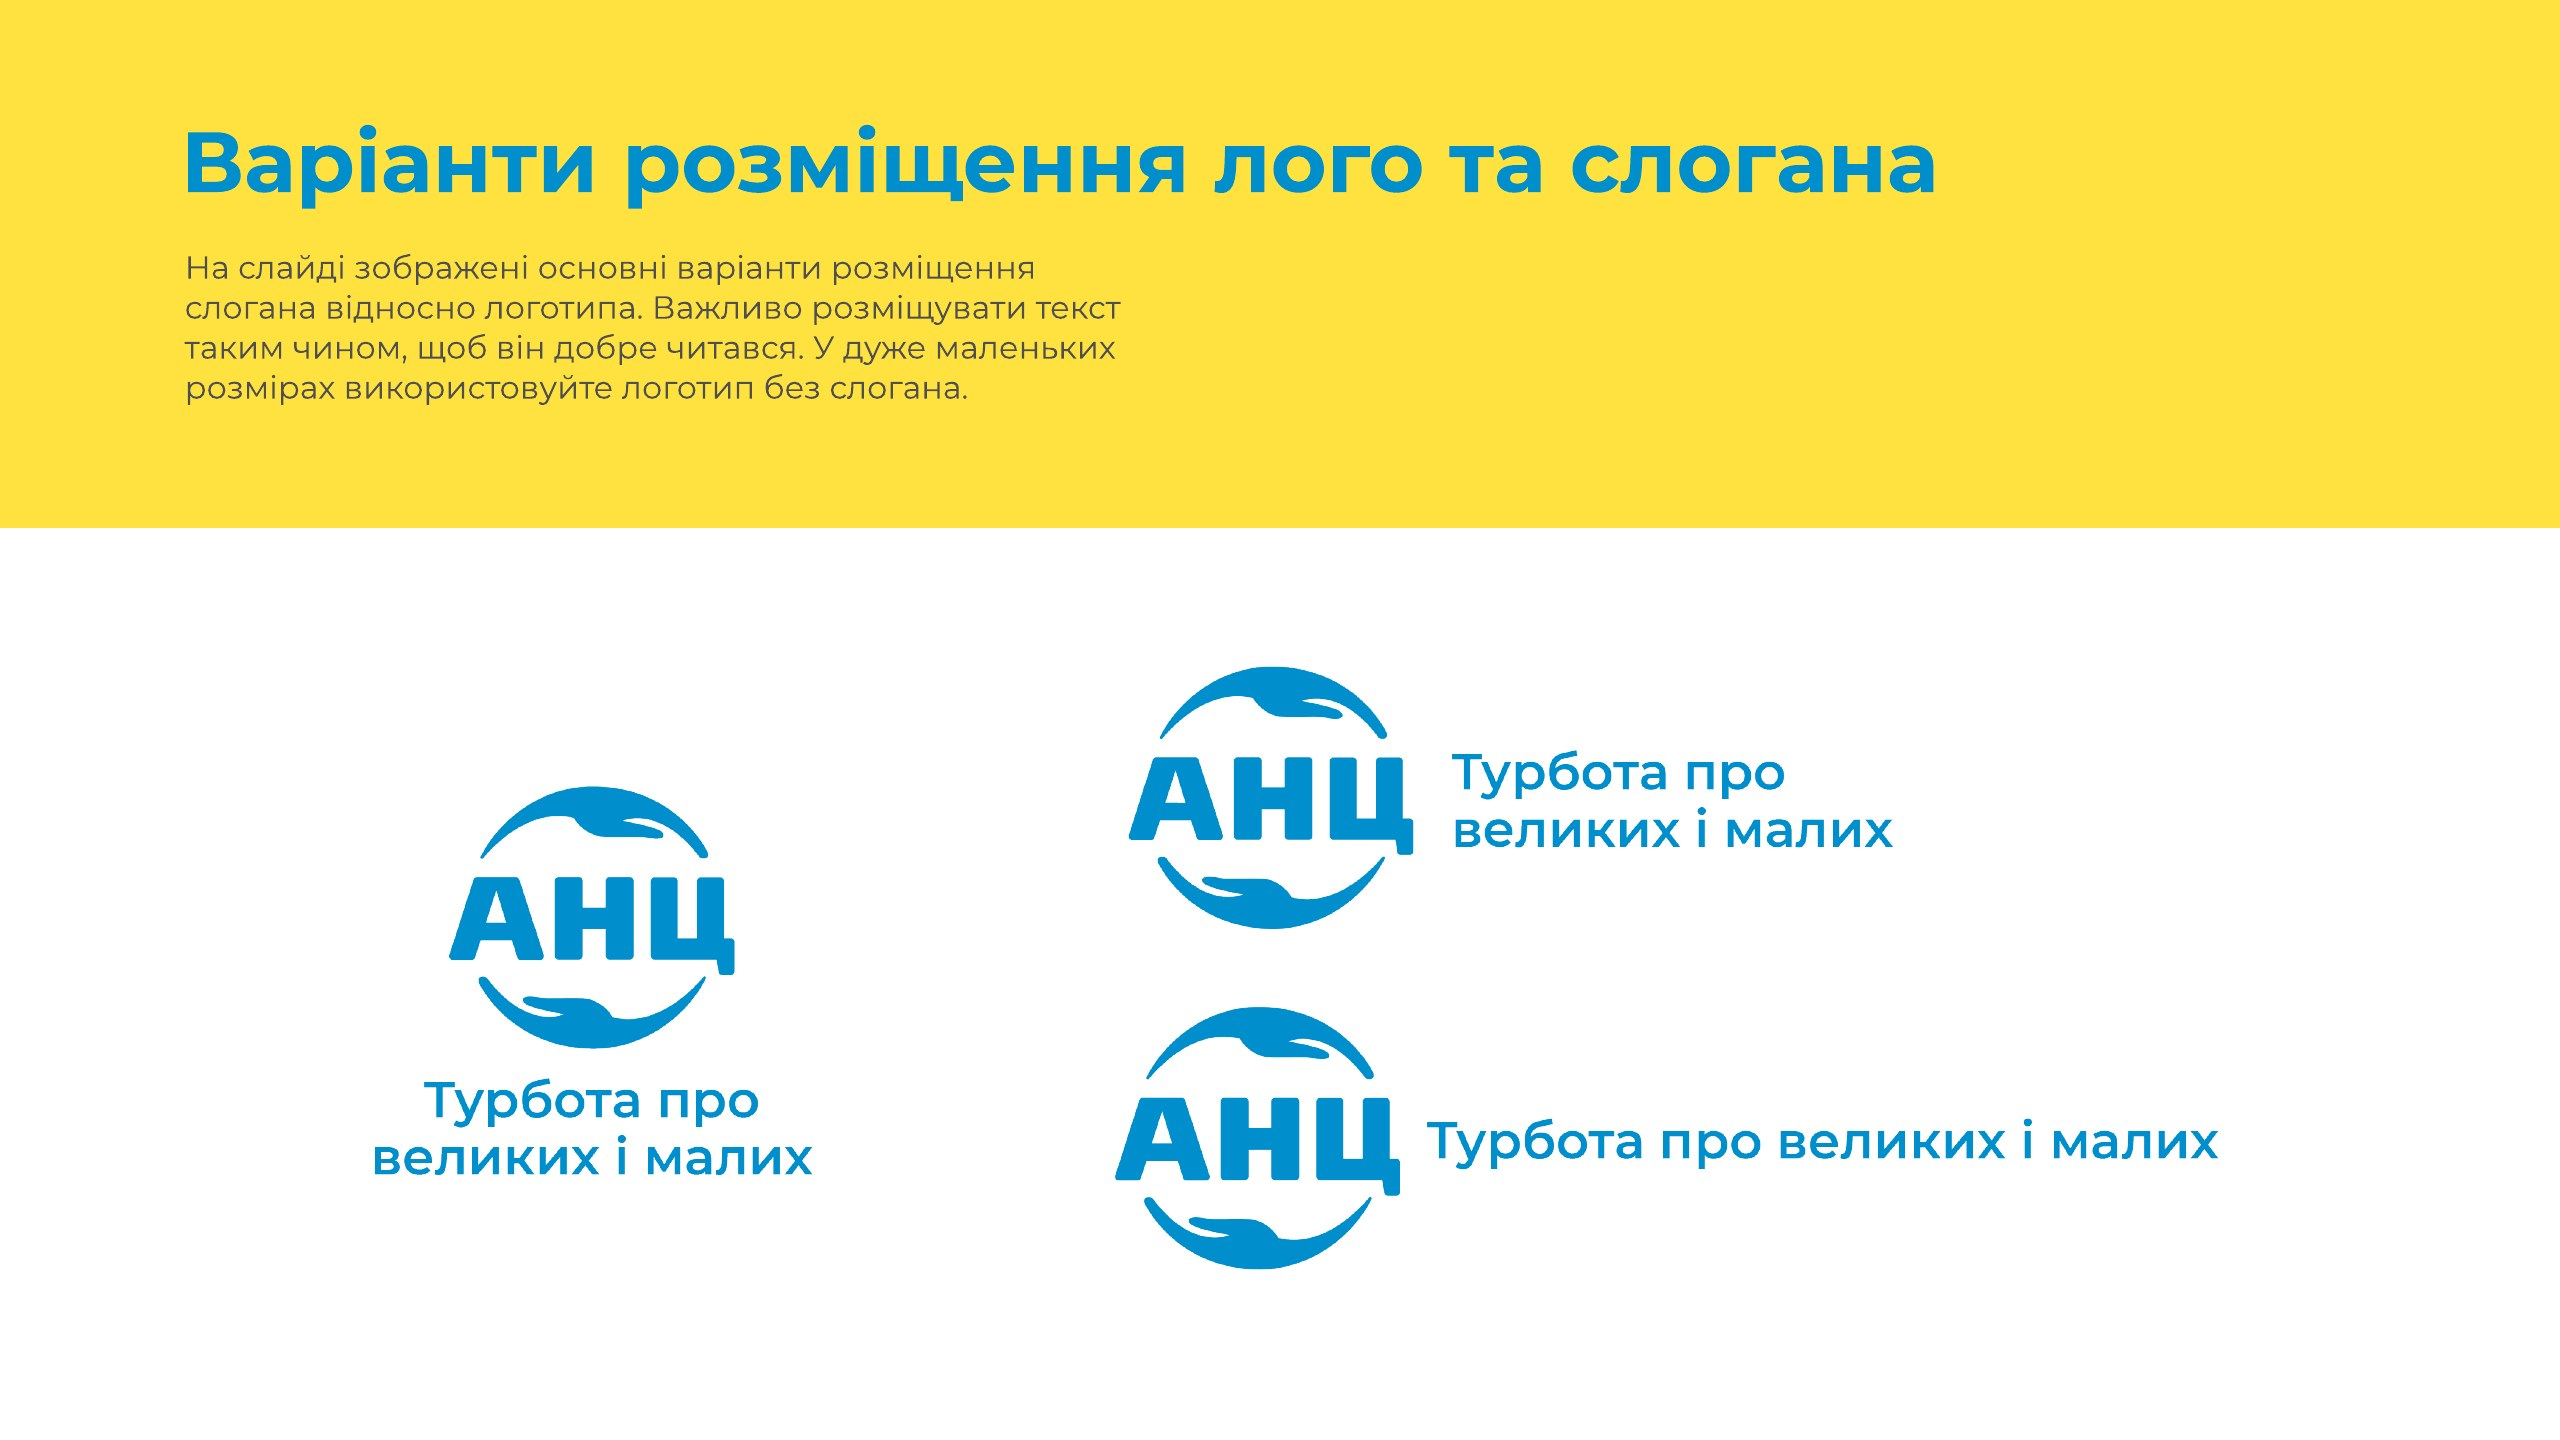 Варіанти розміщення лого та слогана
На слайді зображені основні варіанти розміщення
слогана відносно логотипа. Важливо розміщувати текст
таким чином, щоб він добре читався. У дуже маленьких
розмірах використовуйте логотип без слогана.
АНЦ
Турбота про
великих і малих
АНЦ
Турбота про
великих і малих
АНЦ
Турбота про великих і малих